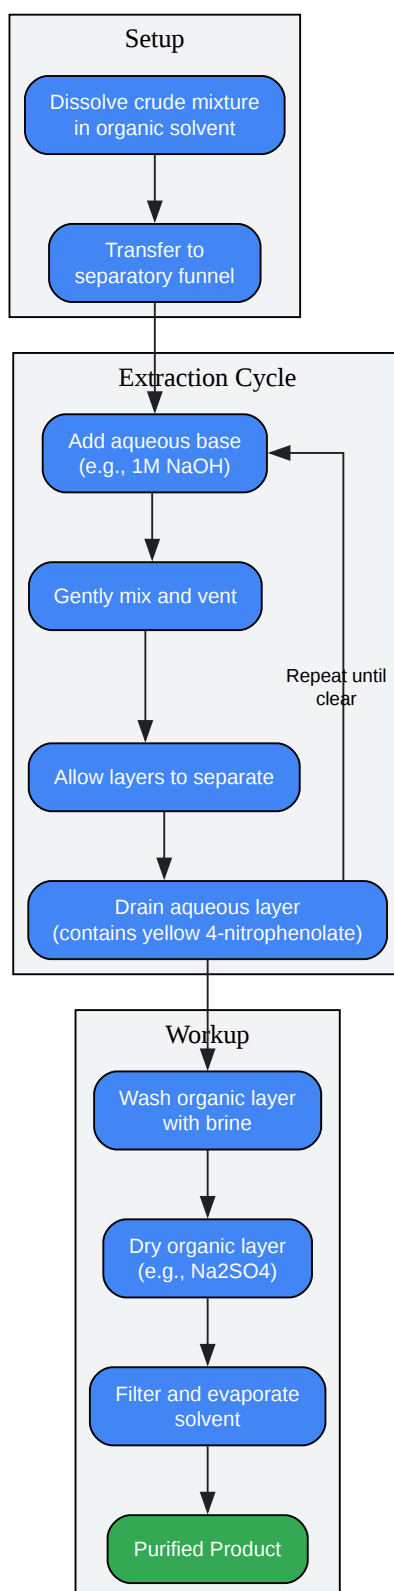 Setup
Dissolve crude mixture
in organic solvent
Transfer to
separatory funnel
Extraction Cycle
Add aqueous base
(e.g., 1M NaOH)
Gently mix and vent
Repeat until
clear
Allow layers to separate
Drain aqueous layer
(contains yellow 4-nitrophenolate)
Workup
Wash organic layer
with brine
Dry organic layer
(e.g., Na2SO4)
Filter and evaporate
solvent
Purified Product